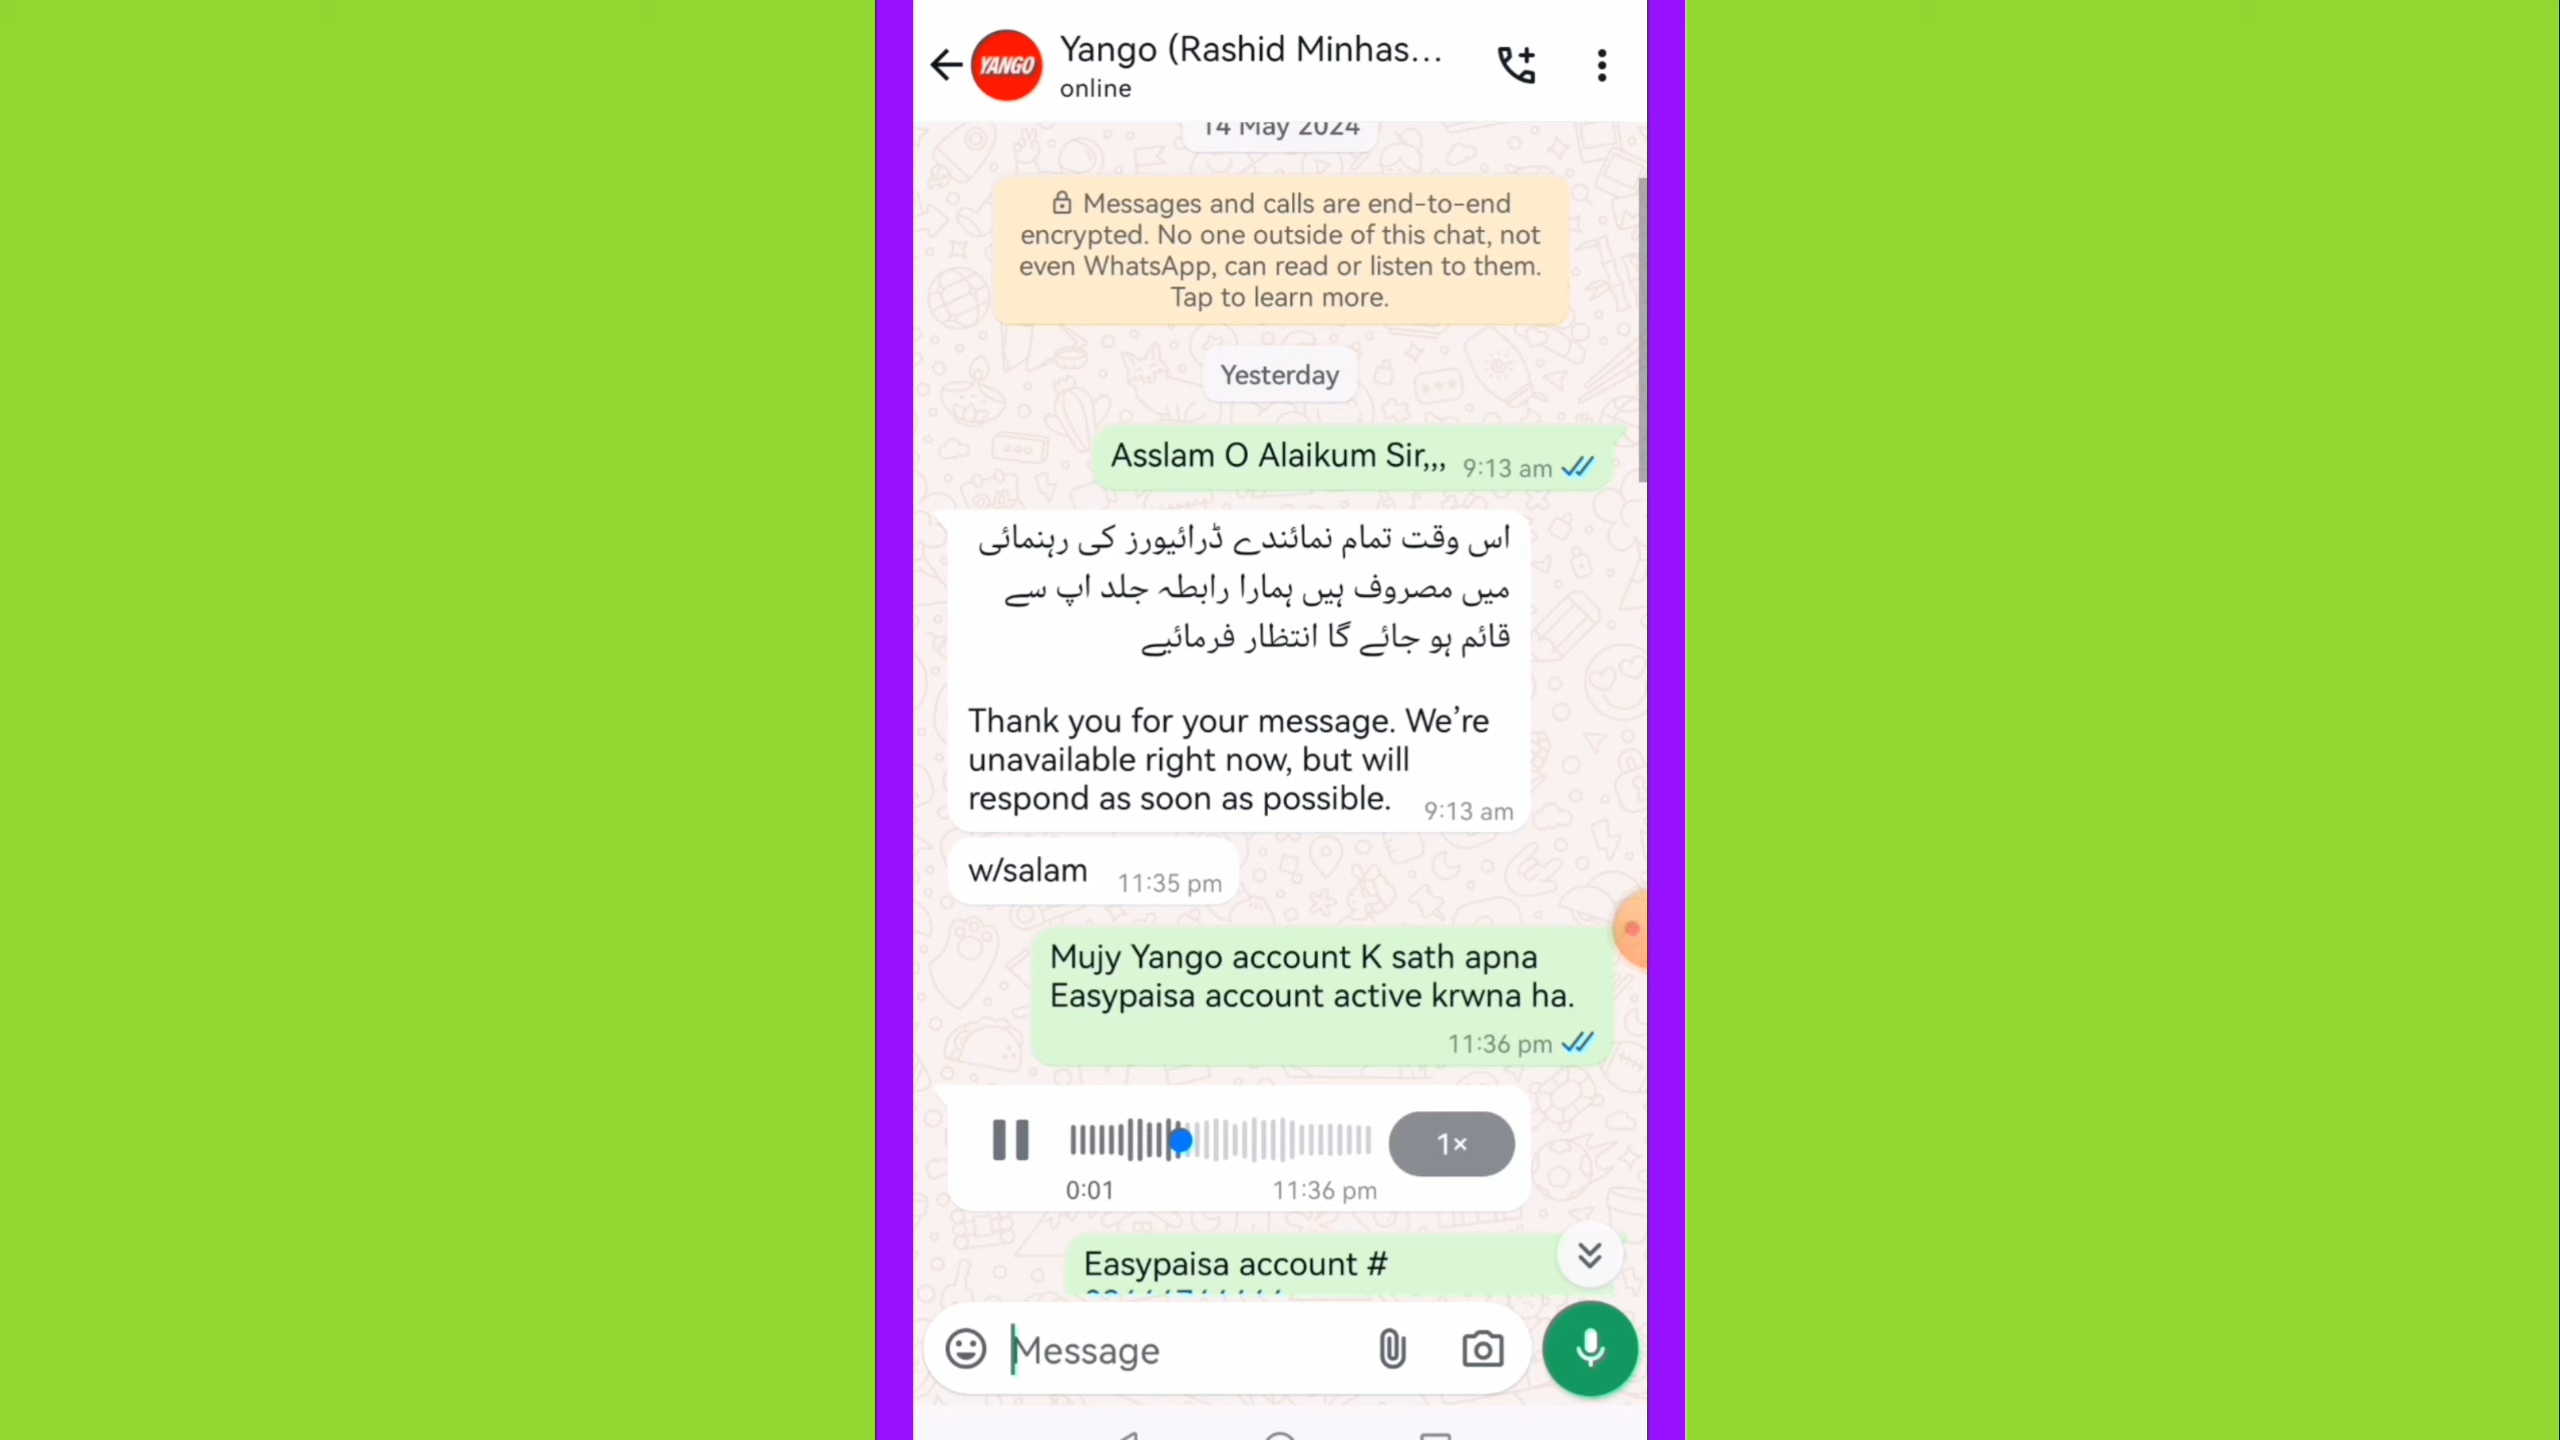 YANGO
Yango (Rashid Minhas...
online
14 May 2024
Messages and calls are end-to-end
encrypted. No one outside of this chat, not
even WhatsApp, can read or listen to them.
Tap to learn more.
Yesterday
Asslam O Alaikum Sir,,, 9:13 am
اس وقت تمام نمائندے ڈرائیورز کی رہنمائی
میں مصروف ہیں ہمارا رابطہ جلد اپ سے
قائم ہو جائے گا انتظار فرمائیے
Thank you for your message. We're
unavailable right now, but will
respond as soon as possible. 9:13 am
w/salam 11:35 pm
Mujy Yango account K sath apna
Easypaisa account active krwna ha.
11:36 pm
1×
0:01 11:36 pm
Easypaisa account #
Message